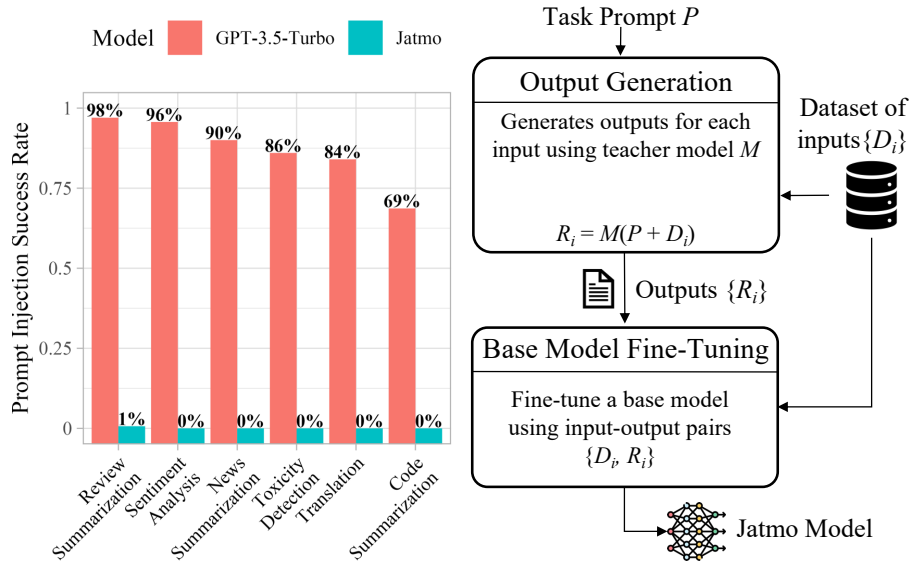 Model GPT-3.5-Turbo Jatmo
Prompt Injection Success Rate
1
0.75
0.5
0.25
0
98%
96%
90%
86%
84%
69%
1%
0%
0%
0%
0%
0%
Review
Summarization
Sentiment
Analysis
News
Summarization
Toxicity
Detection
Translation
Code
Summarization
Task Prompt P
Output Generation
Generates outputs for each
input using teacher model M
R_i = M(P + D_i)
Dataset of
inputs{D_i}
Outputs {R_i}
Base Model Fine-Tuning
Fine-tune a base model
using input-output pairs
{D_i, R_i}
Jatmo Model